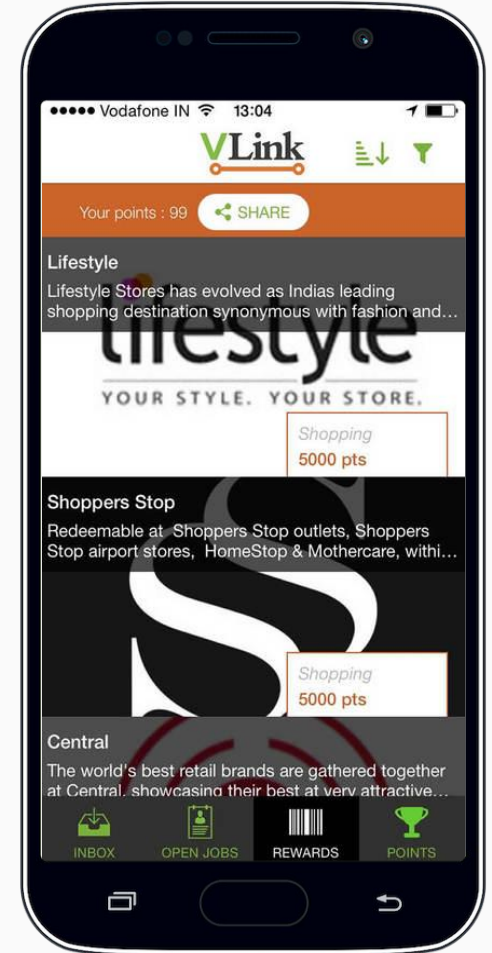 Vodafone IN 13:04
VLink
Your points : 99 SHARE
Lifestyle
Lifestyle Stores has evolved as Indias leading
shopping destination synonymous with fashion and...
lifestyle
YOUR STYLE. YOUR STORE.
Shopping
5000 pts
Shoppers Stop
Redeemable at Shoppers Stop outlets, Shoppers
Stop airport stores, HomeStop & Mothercare, withi...
S
Shopping
5000 pts
Central
The world's best retail brands are gathered together
at Central, showcasing their best at very attractive...
INBOX OPEN JOBS REWARDS POINTS